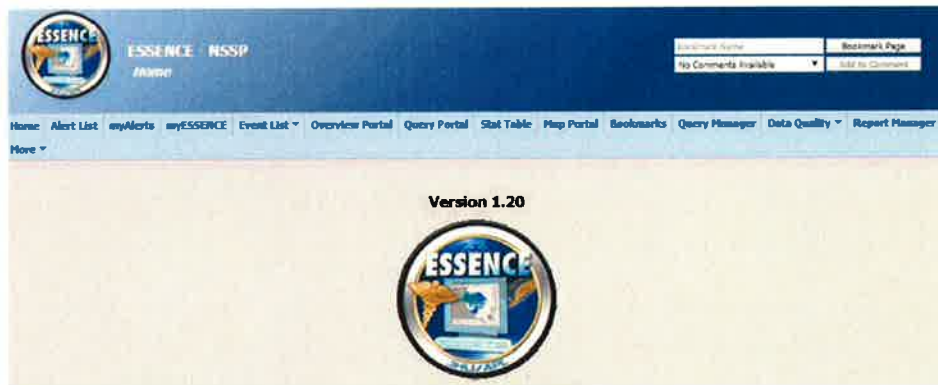 ESSENCE
ESSENCE NSSP
Home
Bookmark Name
Bookmark Page
No Comments Available ▼
Add to Comment
Home Alert List myAlerts myESSENCE Event List ▾ Overview Portal Query Portal Stat Table Map Portal Bookmarks Query Manager Data Quality ▾ Report Manager
More ▾
Version 1.20
ESSENCE
JHU/APL